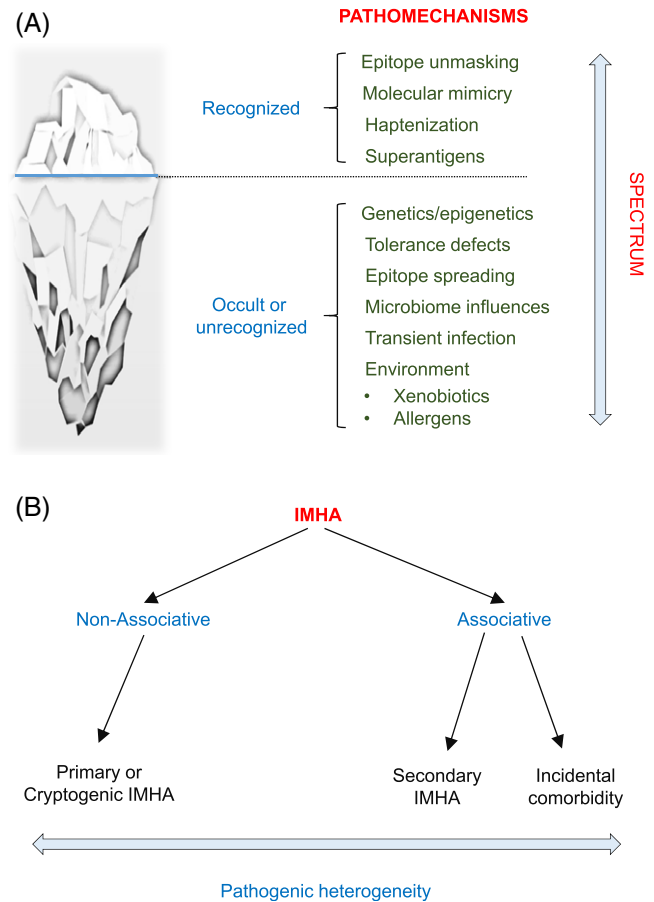 (A)
PATHOMECHANISMS
Recognized
Epitope unmasking
Molecular mimicry
Haptenization
Superantigens
Occult or
unrecognized
Genetics/epigenetics
Tolerance defects
Epitope spreading
Microbiome influences
Transient infection
Environment
• Xenobiotics
• Allergens
SPECTRUM
(B)
IMHA
Non-Associative
Associative
Primary or
Cryptogenic IMHA
Secondary
IMHA
Incidental
comorbidity
Pathogenic heterogeneity